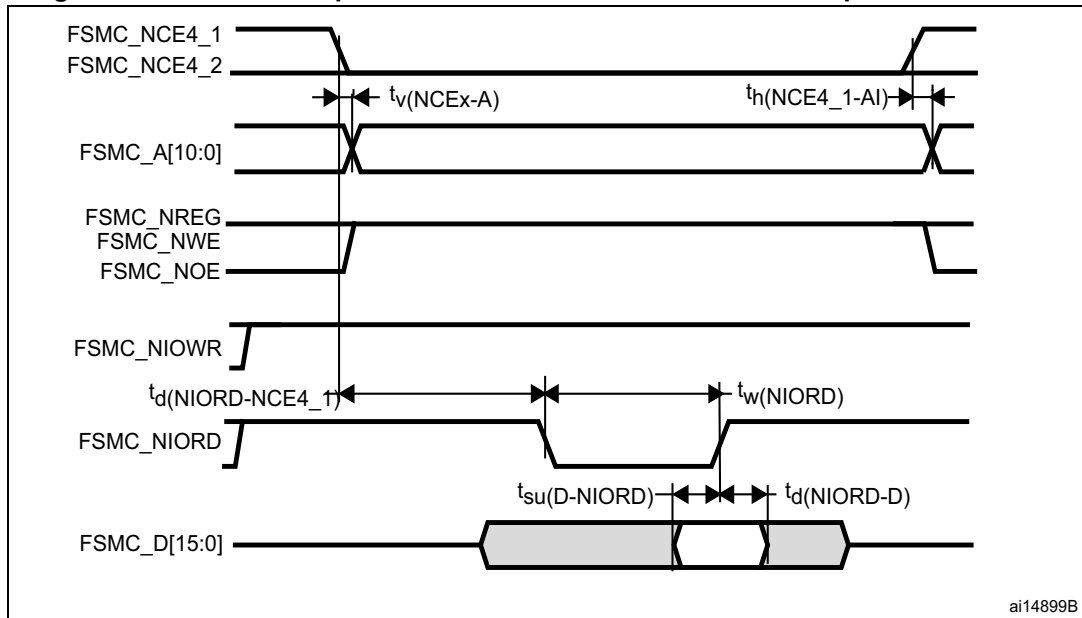 FSMC_NCE4_1
FSMC_NCE4_2
tv(NCEx-A)
th(NCE4_1-AI)
FSMC_A[10:0]
FSMC_NREG
FSMC_NWE
FSMC_NOE
FSMC_NIOWR
td(NIORD-NCE4_1)
tw(NIORD)
FSMC_NIORD
tsu(D-NIORD)
td(NIORD-D)
FSMC_D[15:0]
ai14899B